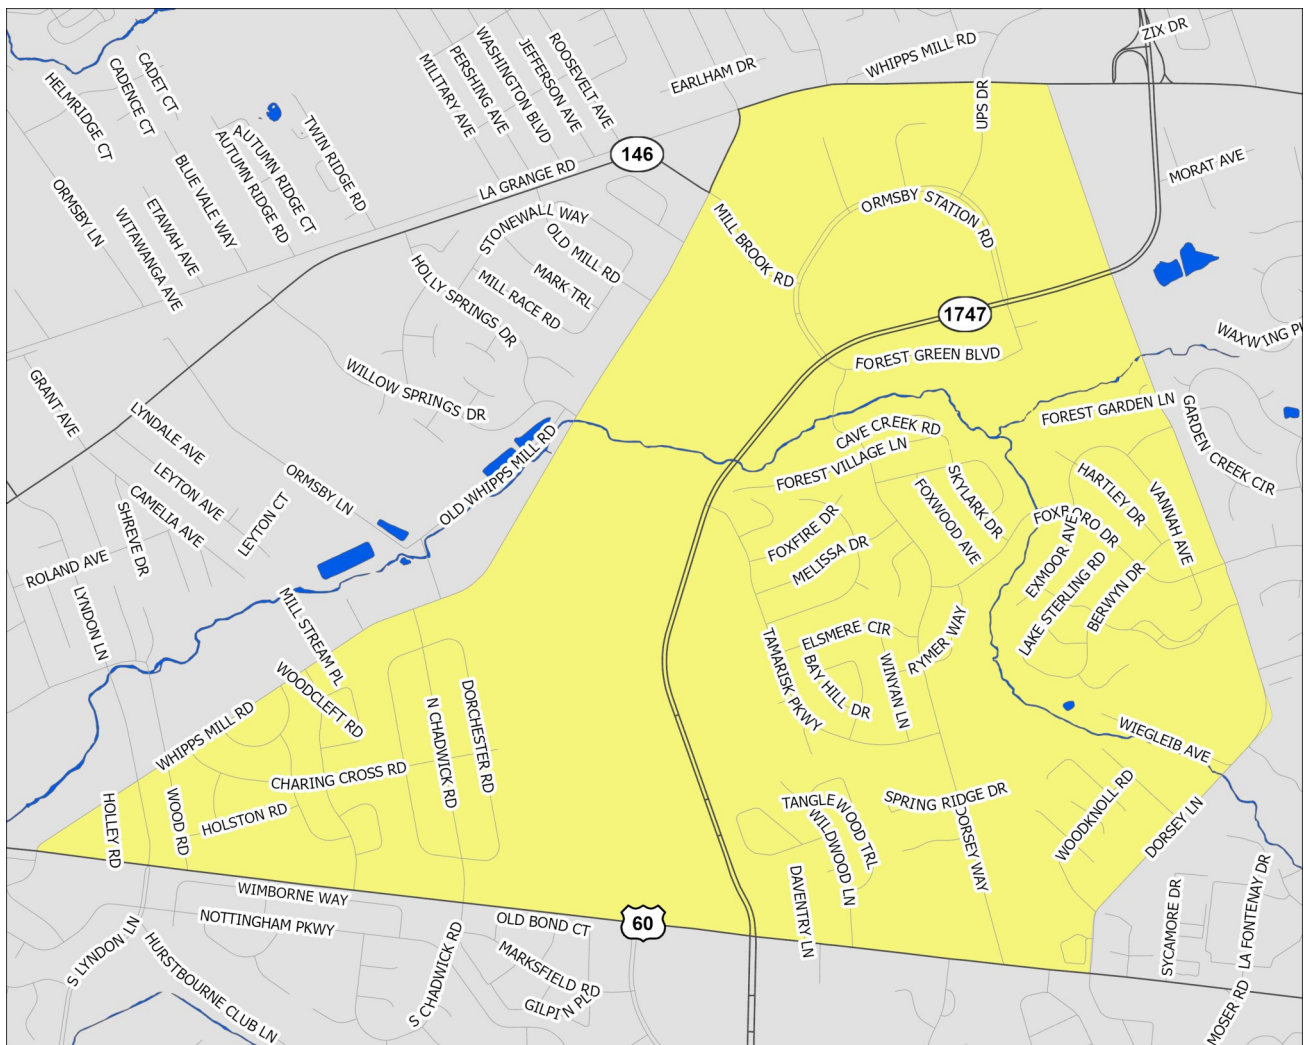 ZIX DR
WHIPPS MILL RD
EARLHAM DR
ROOSEVELT AVE
JEFFERSON AVE
WASHINGTON BLVD
PERSHING AVE
MILITARY AVE
CADET CT
CADENCE CT
HELMRIDGE CT
UPS DR
TWIN RIDGE RD
AUTUMN RIDGE CT
AUTUMN RIDGE RD
BLUE VALE WAY
146
LA GRANGE RD
MORAT AVE
ORMSBY LN
ETAWAH AVE
WITAWANGA AVE
ORMSBY STATION RD
MILL BROOK RD
STONEWALL WAY
OLD MILL RD
MARK TRL
MILL RACE RD
HOLLY SPRINGS DR
1747
WAXWING
FOREST GREEN BLVD
WILLOW SPRINGS DR
GRANT AVE
LYNDALE AVE
FOREST GARDEN LN
GARDEN CREEK CIR
CAVE CREEK RD
FOREST VILLAGE LN
OLD WHIPPS MILL RD
ORMSBY LN
LEYTON AVE
CAMELIA AVE
LEYTON CT
SHREVE DR
ROLAND AVE
LYNDON LN
SKYLARK DR
FOXWOOD AVE
HARTLEY DR
VANNAH AVE
FOXBORO DR
EXMOOR AVE
LAKE STERLING RD
BERWYN DR
FOXFIRE DR
MELISSA DR
MILL STREAM PL
WOODCLEFT RD
ELSMERE CIR
RYMER WAY
TAMARISK PKWY
BAY HILL DR
WINYAN LN
DORCHESTER RD
N CHADWICK RD
WHIPPS MILL RD
CHARING CROSS RD
WIEGLEIB AVE
HOLLEY RD
WOOD RD
HOLSTON RD
TANGLEWOOD TRL
WILDWOOD LN
SPRING RIDGE DR
DORSEY WAY
WOODKNOLL RD
DORSEY LN
DAVENTRY LN
WIMBORNE WAY
NOTTINGHAM PKWY
OLD BOND CT
60
SYCAMORE DR
LA FONTENAY DR
S LYNDON LN
HURSTBOURNE CLUB LN
S CHADWICK RD
MARKSFIELD RD
GILPIN PL
MOSER RD